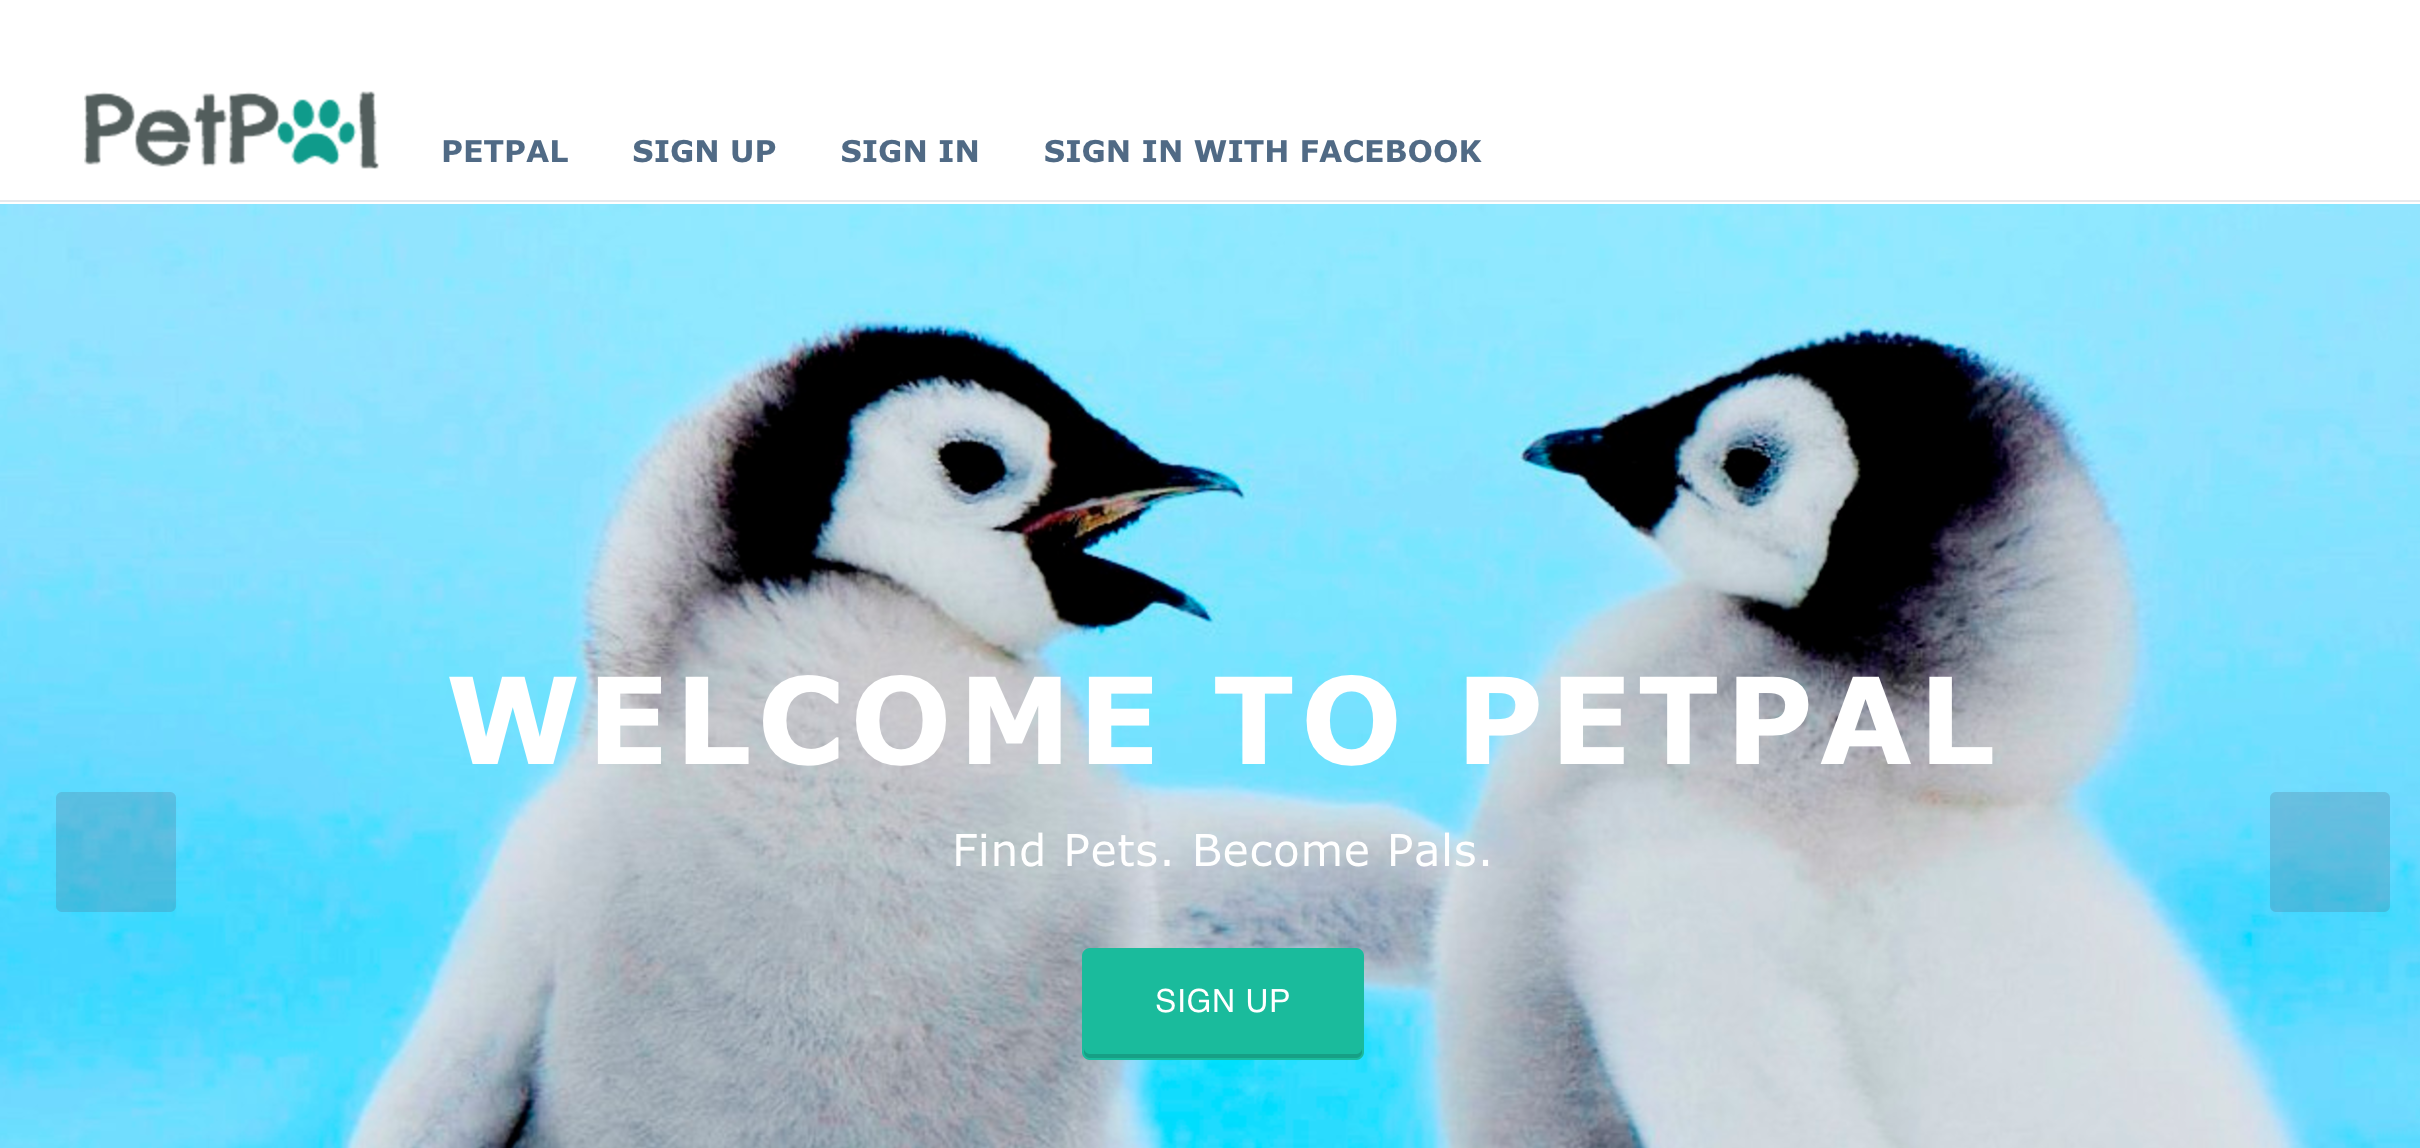 PetPal
PETPAL SIGN UP SIGN IN SIGN IN WITH FACEBOOK
WELCOME TO PETPAL
Find Pets. Become Pals.
SIGN UP